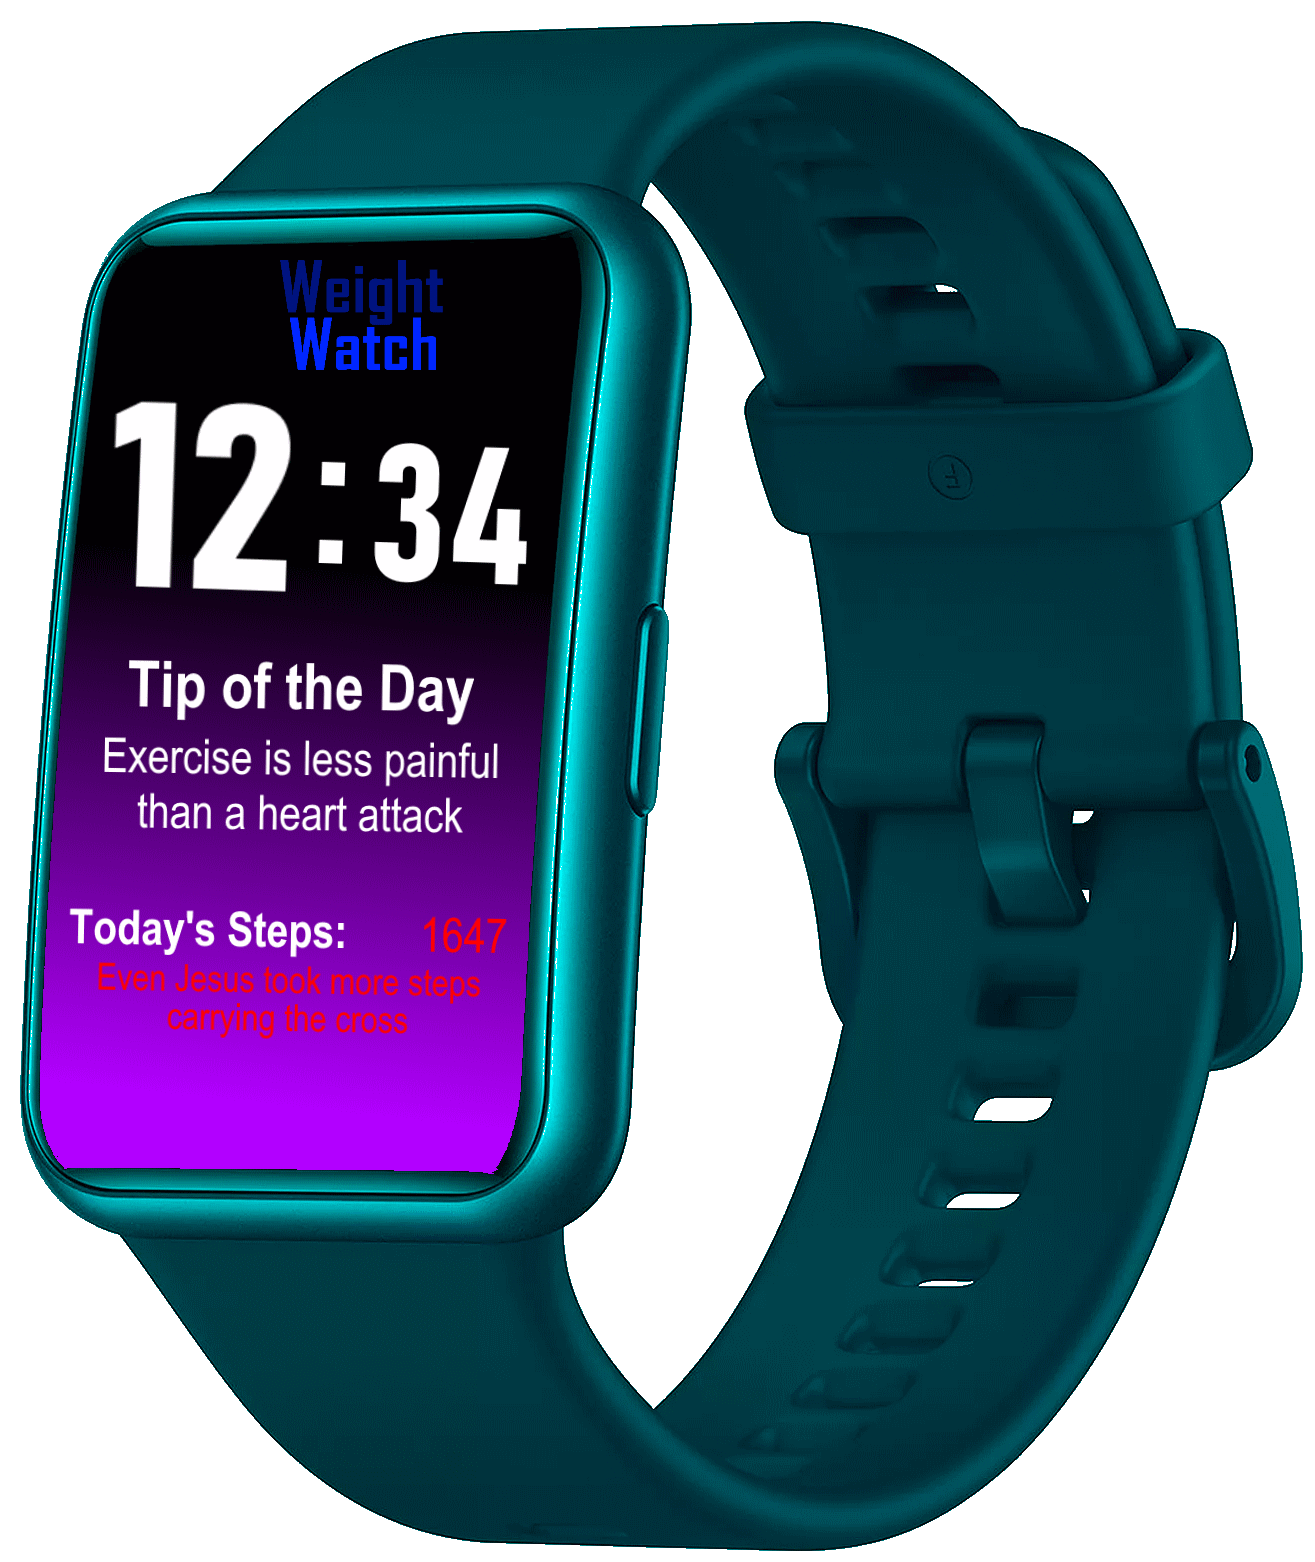 Weight
Watch
12:34
Tip of the Day
Exercise is less painful
than a heart attack
Today's Steps: 1647
Even Jesus took more steps
carrying the cross